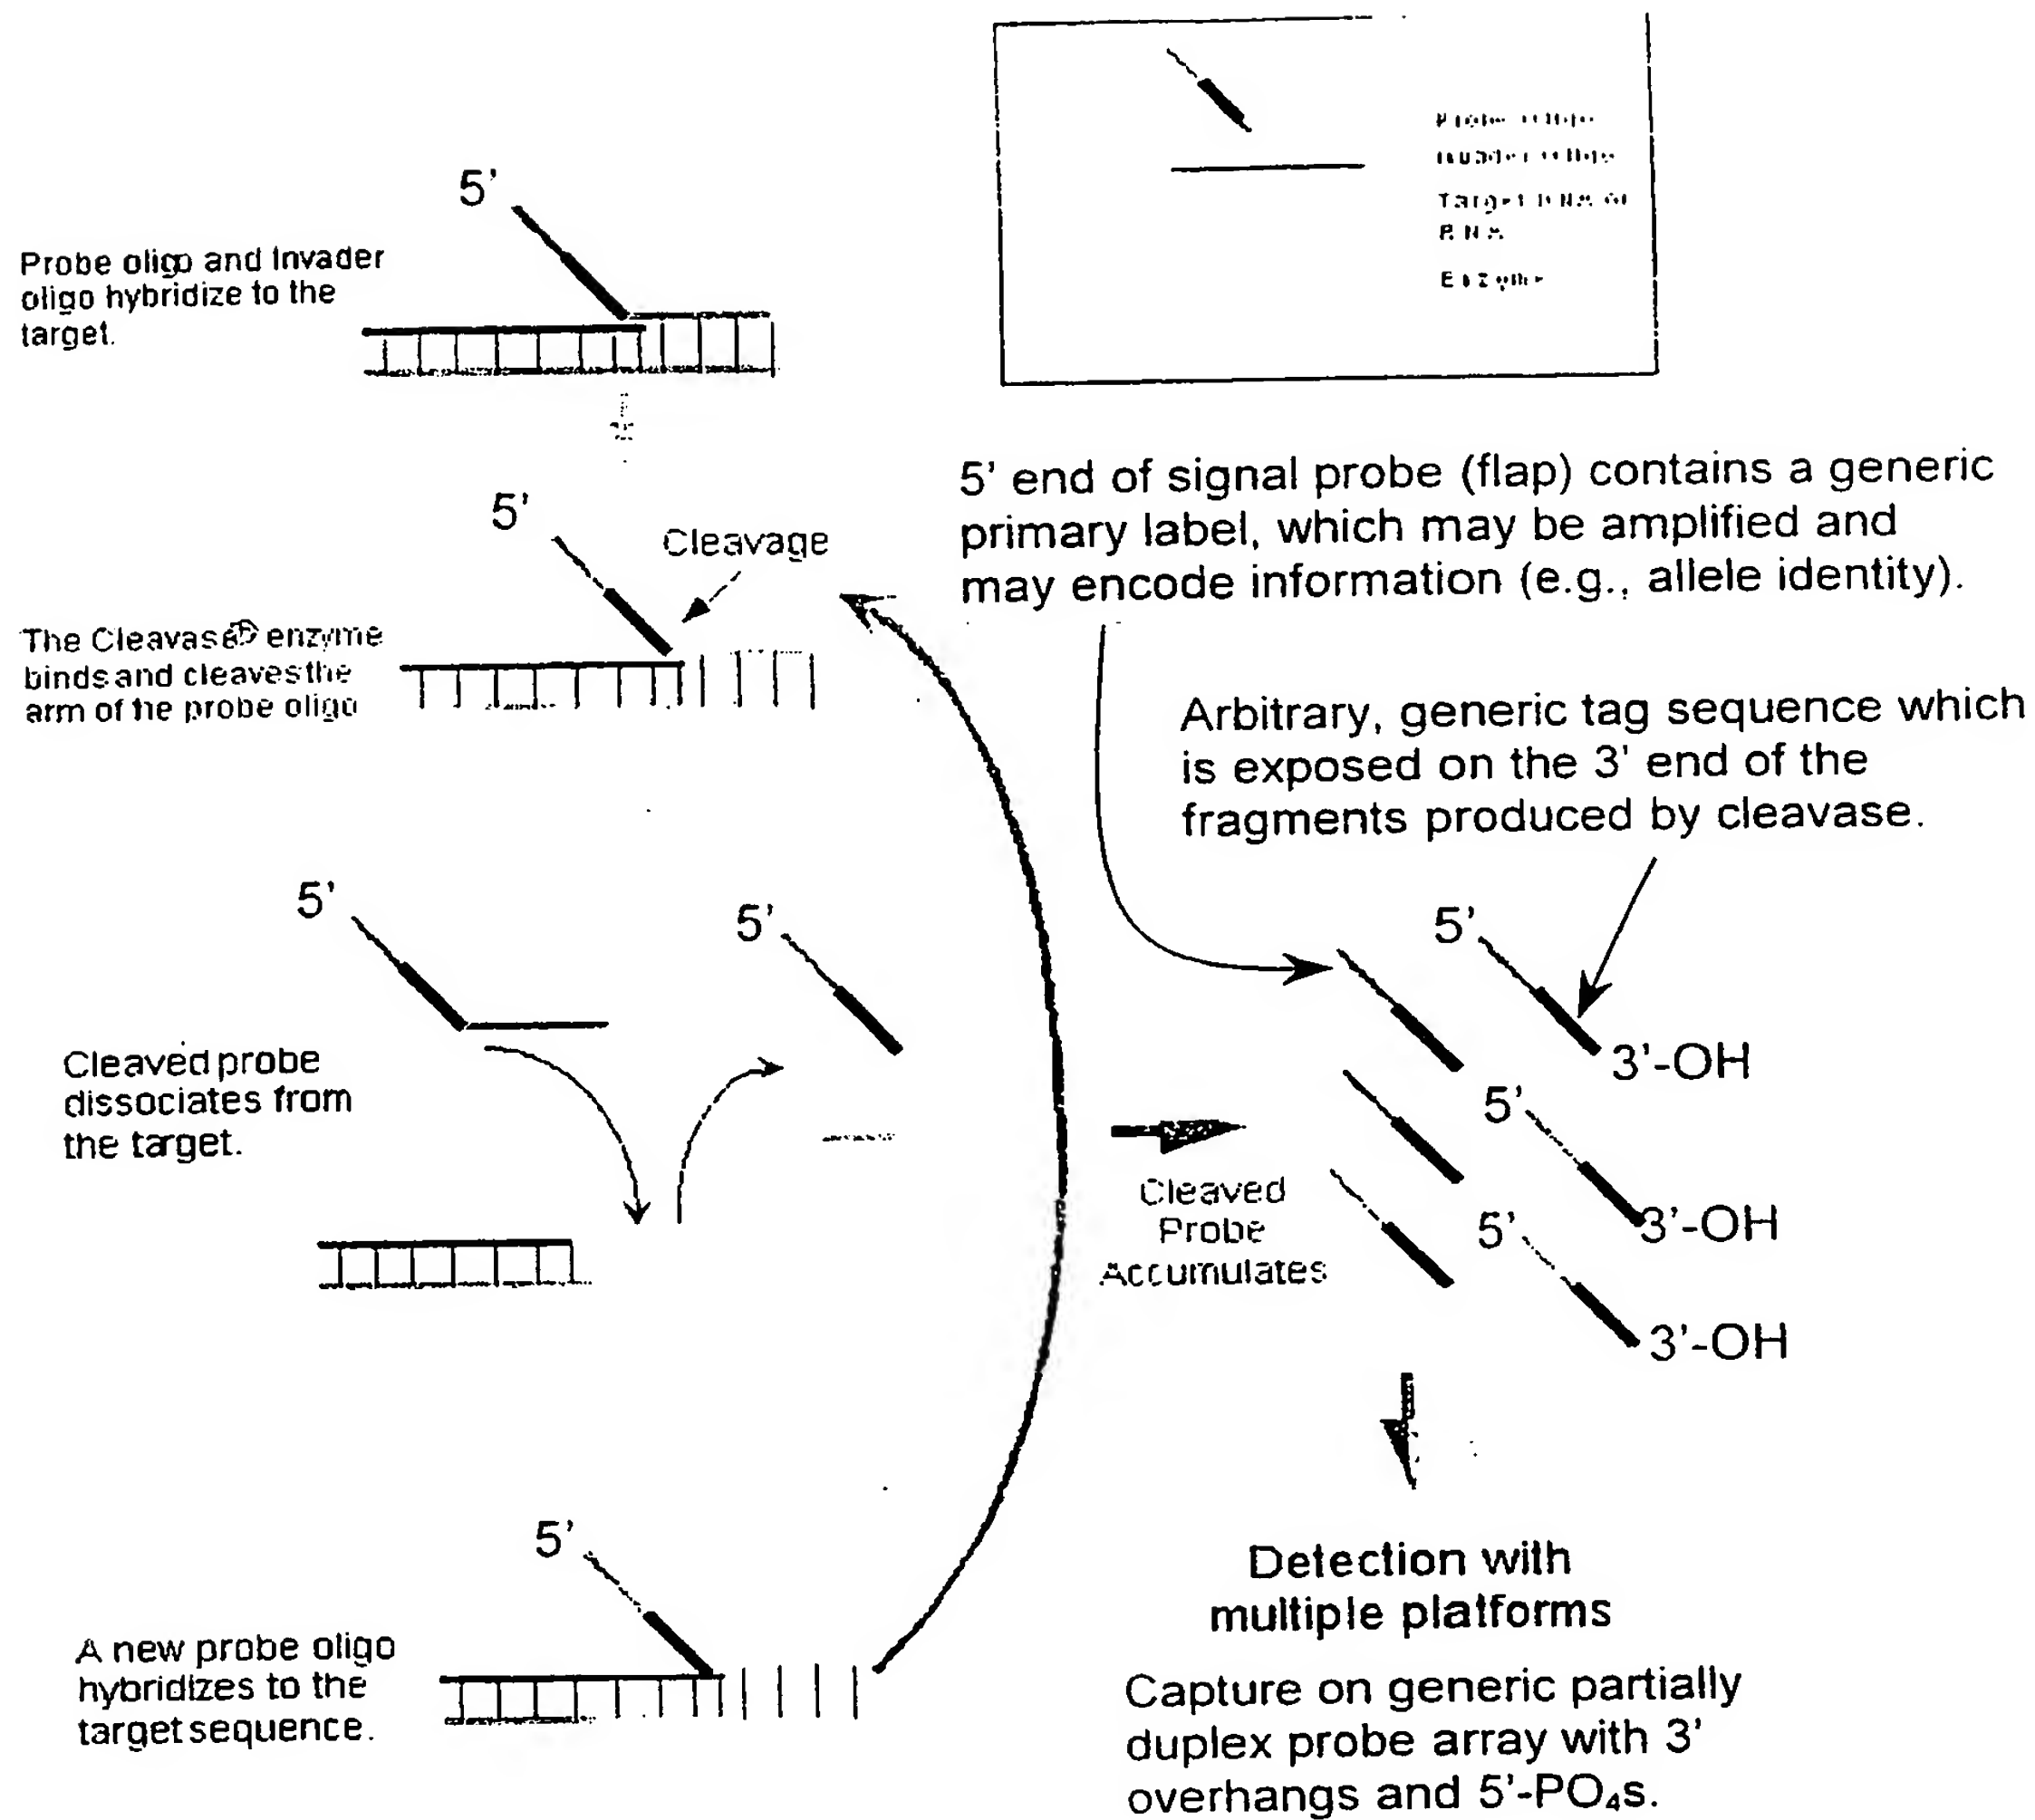 Target
5'
Probe oligo and Invader
oligo hybridize to the
target.
5'
Cleavage
The Cleavase® enzyme
binds and cleaves the
arm of he probe oligo
5' end of signal probe (flap) contains a generic
primary label, which may be amplified and
may encode information (e.g., allele identity).
Arbitrary, generic tag sequence which
is exposed on the 3' end of the
fragments produced by cleavase.
5'
5'
5'
3'-OH
5'
3'-OH
5'
3'-OH
Cleaved probe
dissociates from
the target.
Cleaved
Probe
Accumulates
5'
A new probe oligo
hybridizes to the
target sequence.
Detection with
multiple platforms
Capture on generic partially
duplex probe array with 3'
overhangs and 5'-PO₄s.